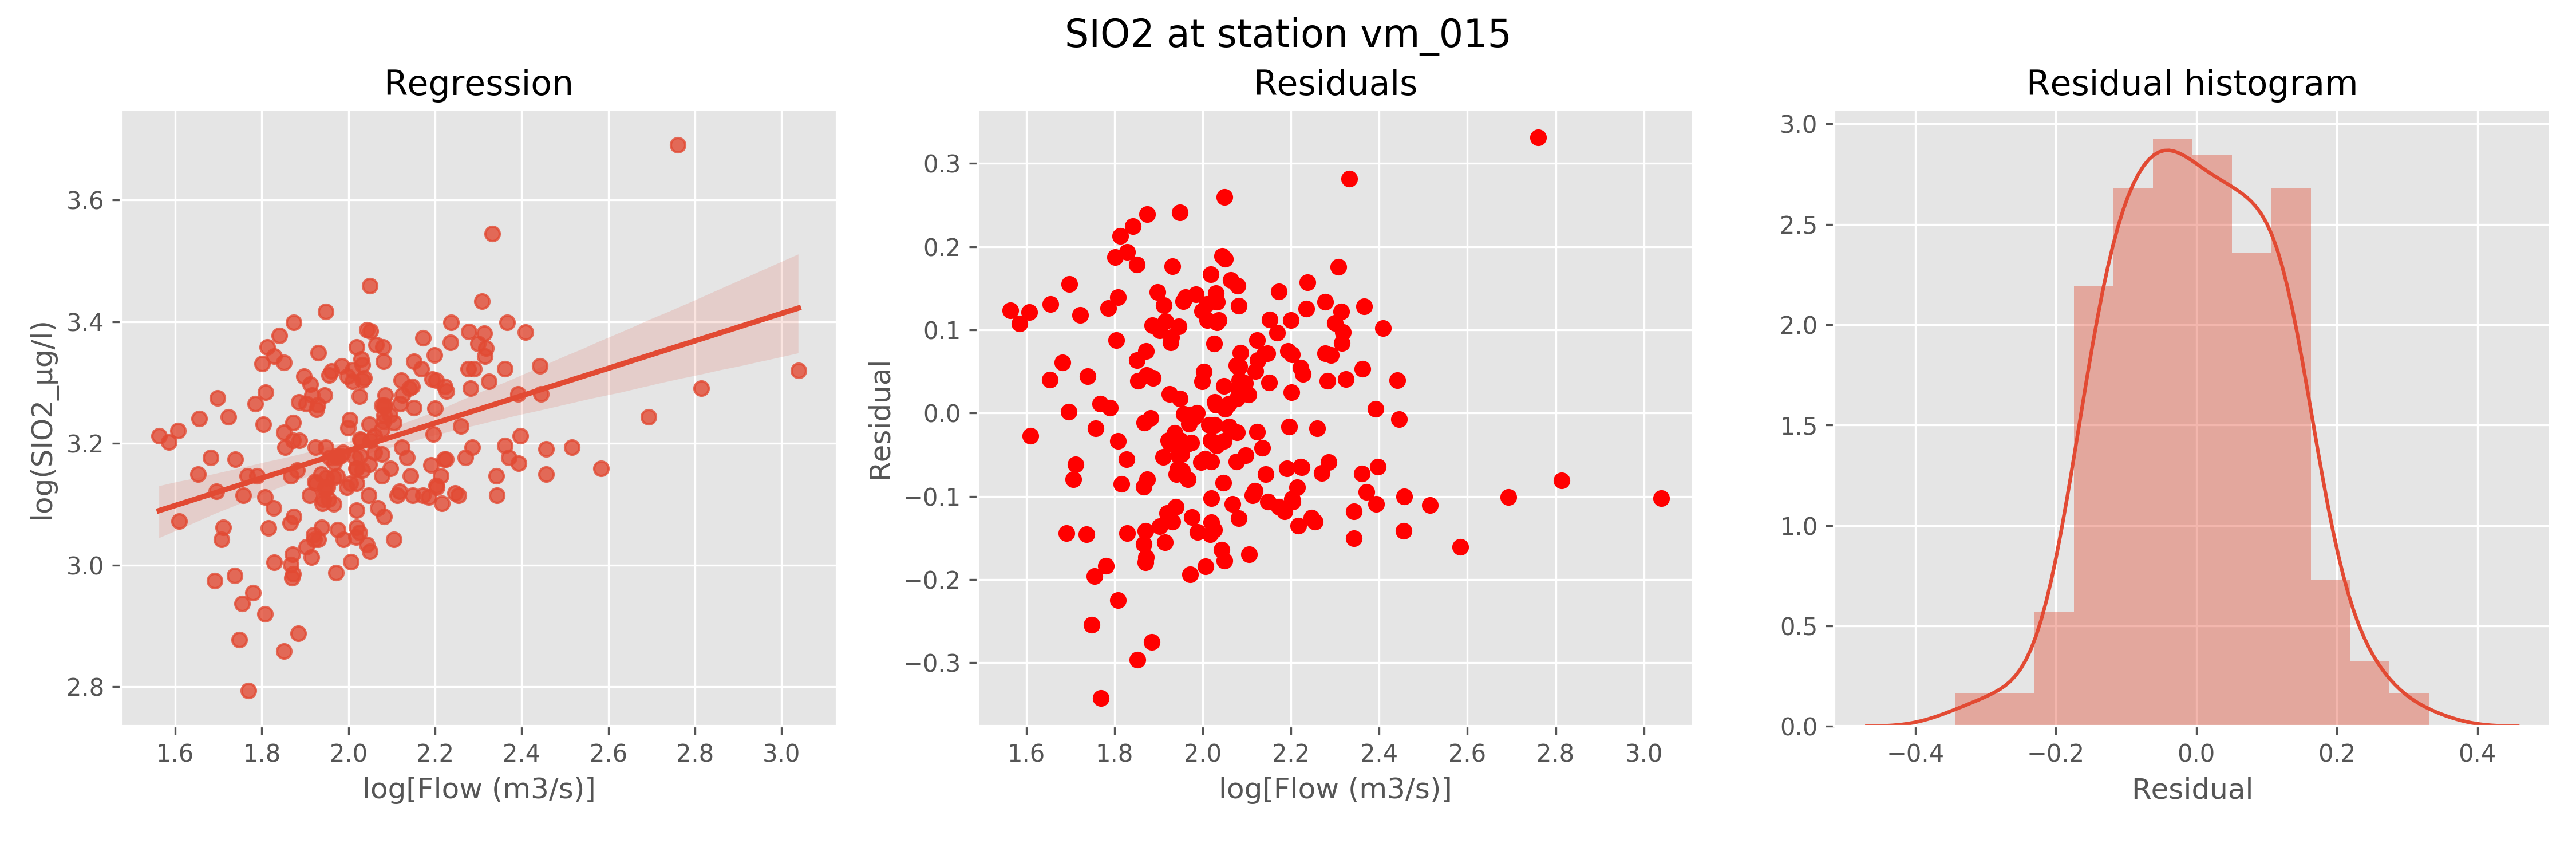 SIO2 at station vm_015
Regression
3.6
3.4
3.2
3.0
2.8
log(SIO2_µg/l)
1.6 1.8 2.0 2.2 2.4 2.6 2.8 3.0
log[Flow (m3/s)]
Residuals
0.3
0.2
0.1
0.0
−0.1
−0.2
−0.3
Residual
1.6 1.8 2.0 2.2 2.4 2.6 2.8 3.0
log[Flow (m3/s)]
Residual histogram
3.0
2.5
2.0
1.5
1.0
0.5
0.0
−0.4 −0.2 0.0 0.2 0.4
Residual